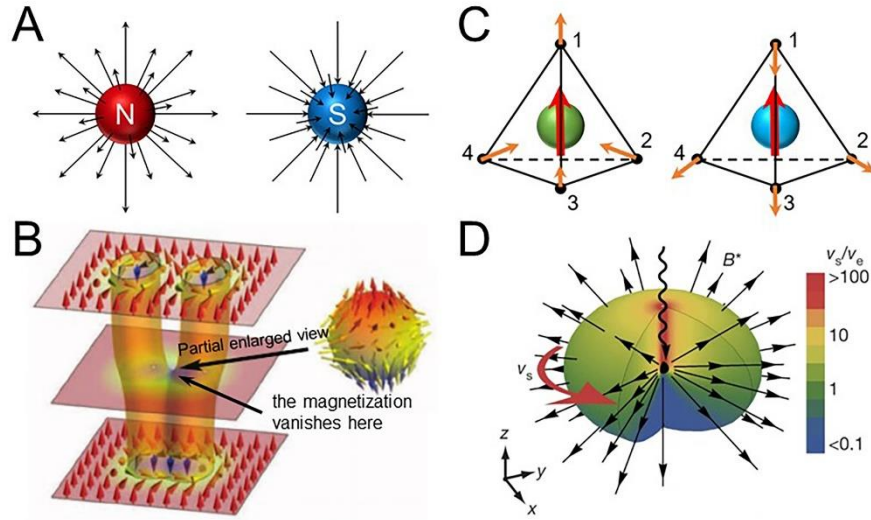 A
N
S
B
Partial enlarged view
the magnetization
vanishes here
C
1
2
3
4
1
2
3
4
D
B*
vs/ve
>100
10
1
<0.1
vs
z
y
x